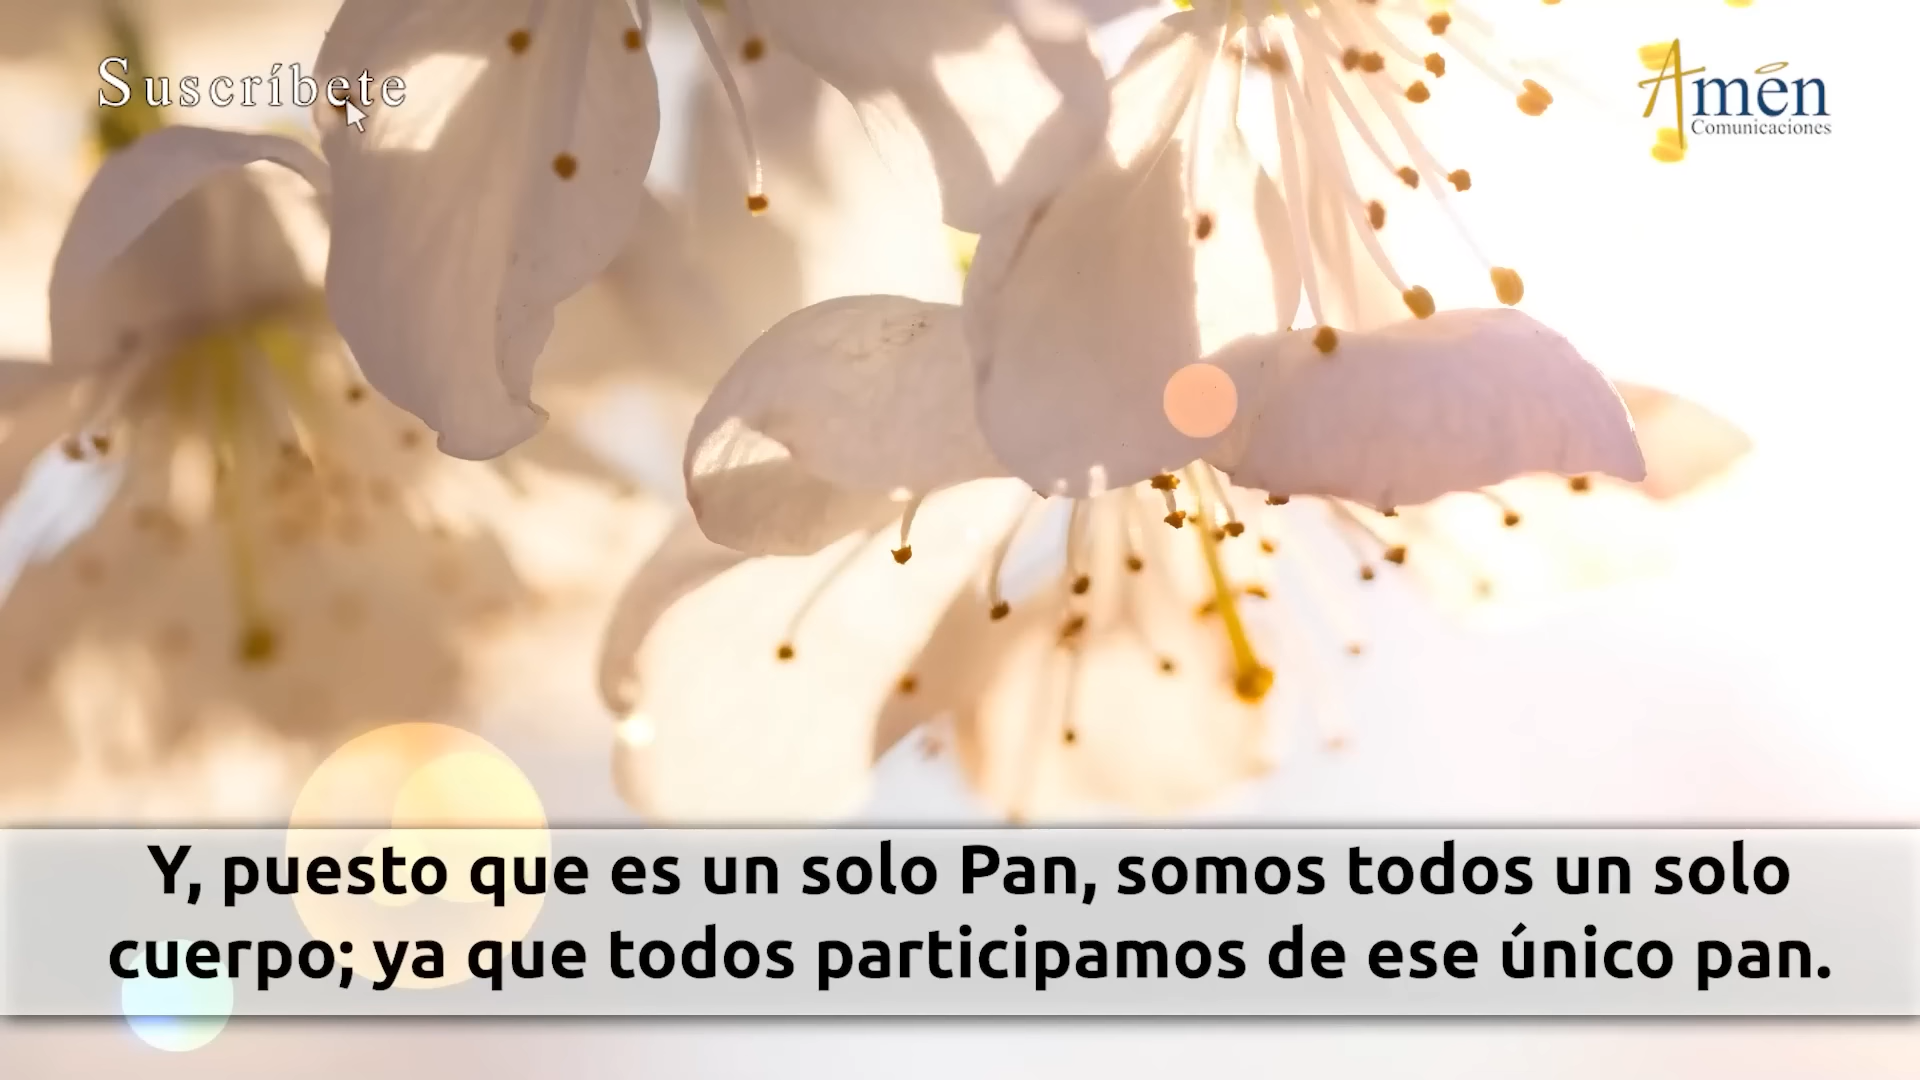 Suscríbete
Amén
Comunicaciones
Y, puesto que es un solo Pan, somos todos un solo
cuerpo; ya que todos participamos de ese único pan.